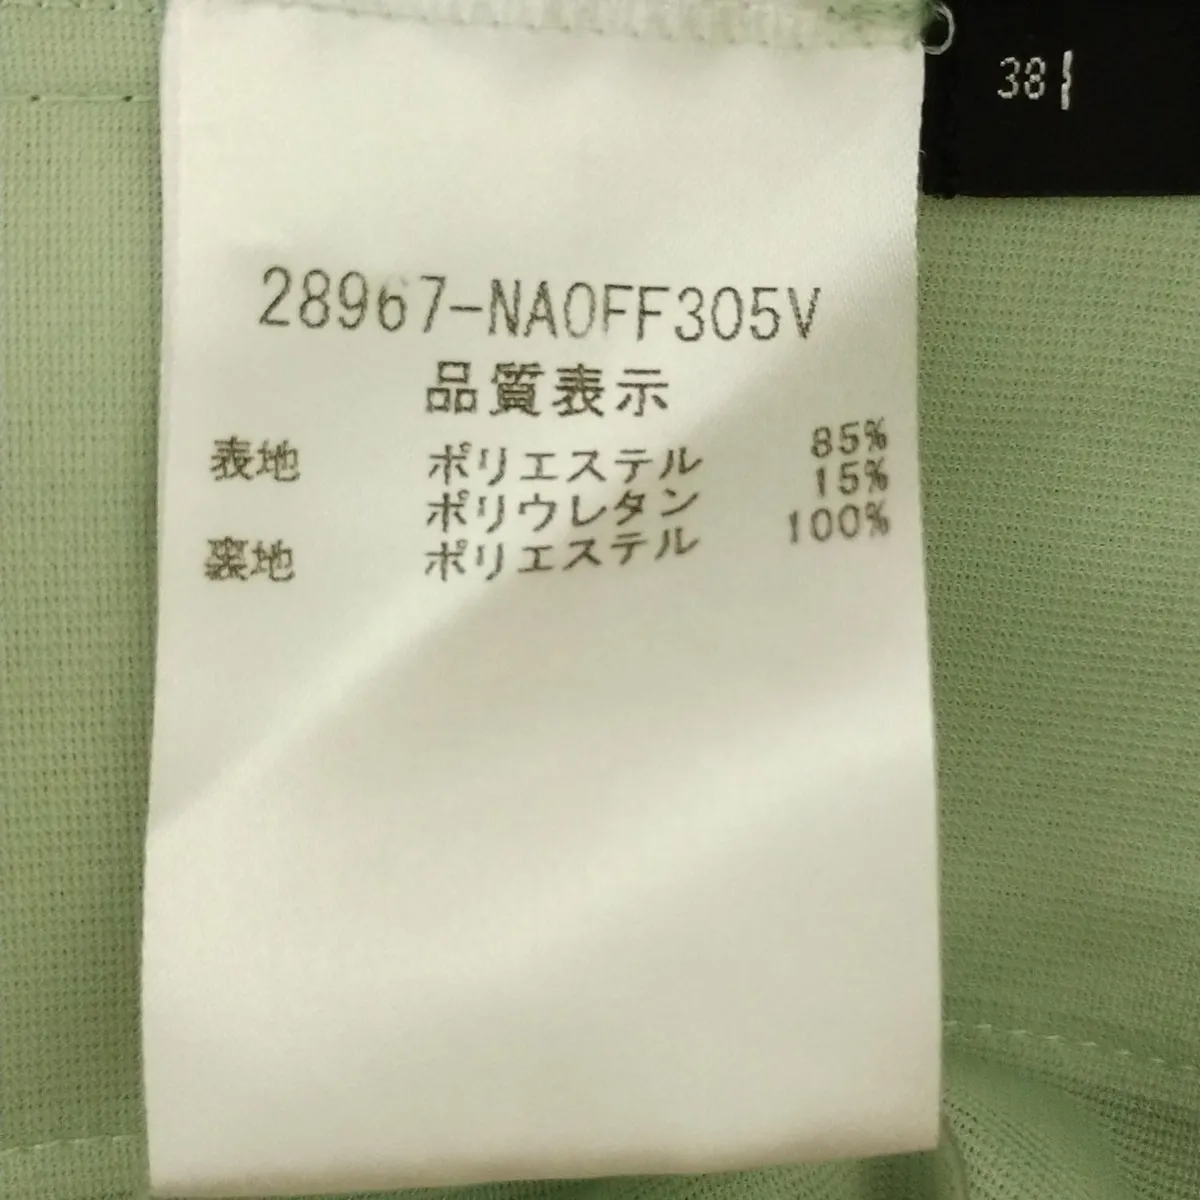 38
28967-NAOFF305V
品質表示
表地 ポリエステル 85%
ポリウレタン 15%
裏地 ポリエステル 100%